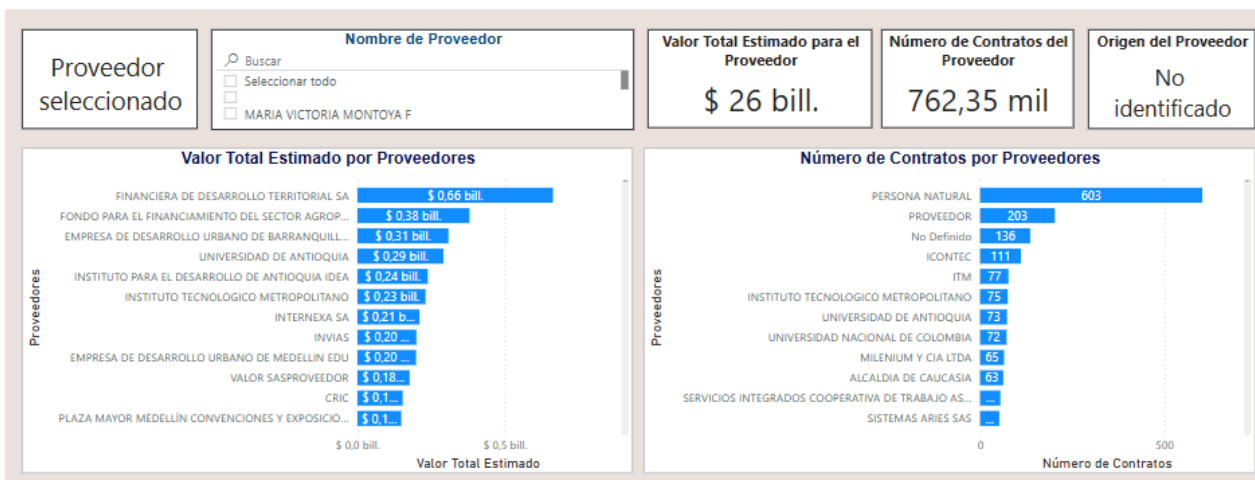 Proveedor
seleccionado
Nombre de Proveedor
Buscar
Seleccionar todo
MARIA VICTORIA MONTOYA F
Valor Total Estimado para el
Proveedor
$ 26 bill.
Número de Contratos del
Proveedor
762,35 mil
Origen del Proveedor
No
identificado
Valor Total Estimado por Proveedores
Proveedores
FINANCIERA DE DESARROLLO TERRITORIAL SA $ 0,66 bill.
FONDO PARA EL FINANCIAMIENTO DEL SECTOR AGROP... $ 0,38 bill.
EMPRESA DE DESARROLLO URBANO DE BARRANQUILL... $ 0,31 bill.
UNIVERSIDAD DE ANTIOQUIA $ 0,29 bill.
INSTITUTO PARA EL DESARROLLO DE ANTIOQUIA IDEA $ 0,24 bill.
INSTITUTO TECNOLOGICO METROPOLITANO $ 0,23 bill.
INTERNEXA SA $ 0,21 b...
INVIAS $ 0,20 ...
EMPRESA DE DESARROLLO URBANO DE MEDELLIN EDU $ 0,20 ...
VALOR SASPROVEEDOR $ 0,18...
CRIC $ 0,1...
PLAZA MAYOR MEDELLÍN CONVENCIONES Y EXPOSICIO... $ 0,1...
$ 0,0 bill. $ 0,5 bill.
Valor Total Estimado
Número de Contratos por Proveedores
Proveedores
PERSONA NATURAL 603
PROVEEDOR 203
No Definido 136
ICONTEC 111
ITM 77
INSTITUTO TECNOLOGICO METROPOLITANO 75
UNIVERSIDAD DE ANTIOQUIA 73
UNIVERSIDAD NACIONAL DE COLOMBIA 72
MILENIUM Y CIA LTDA 65
ALCALDIA DE CAUCASIA 63
SERVICIOS INTEGRADOS COOPERATIVA DE TRABAJO AS... ...
SISTEMAS ARIES SAS ...
0 500
Número de Contratos